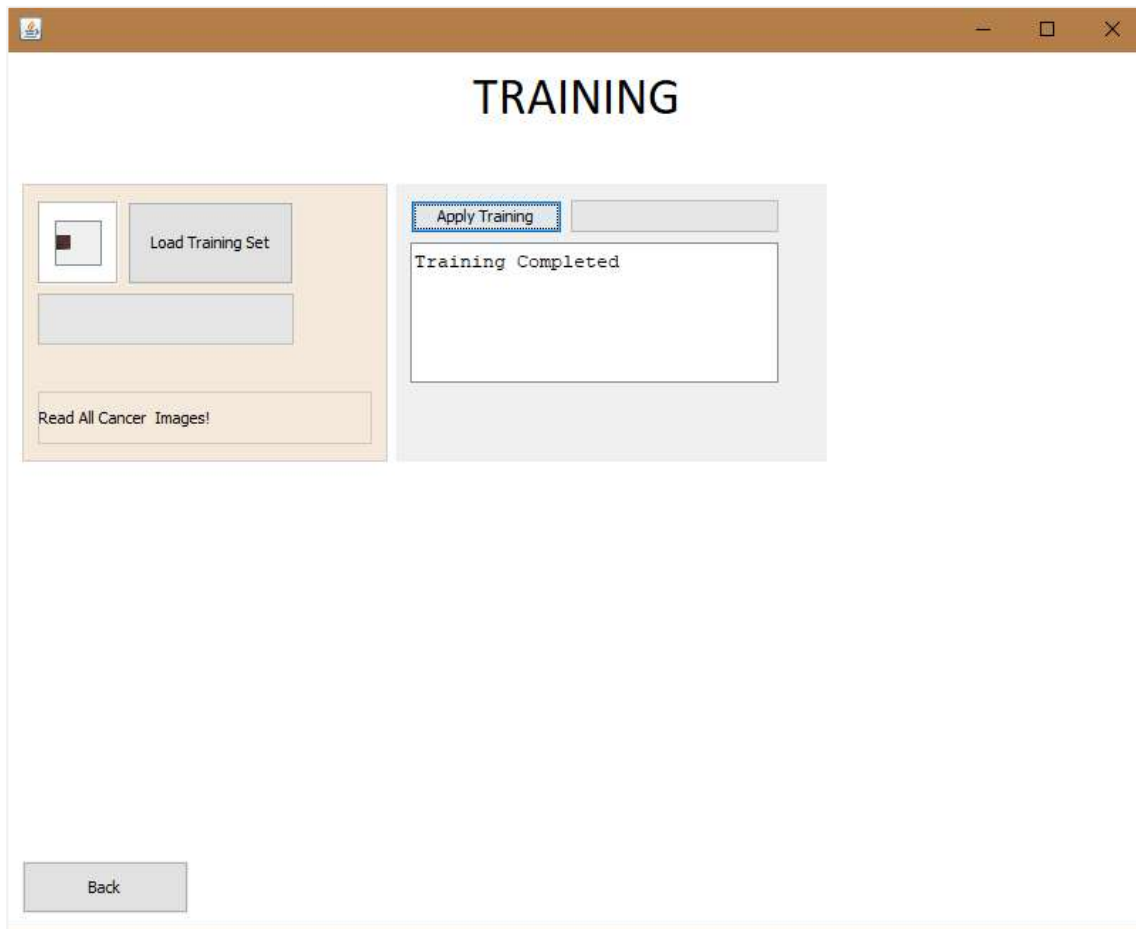 TRAINING
Load Training Set
Read All Cancer  Images!
Apply Training
Training Completed
Back